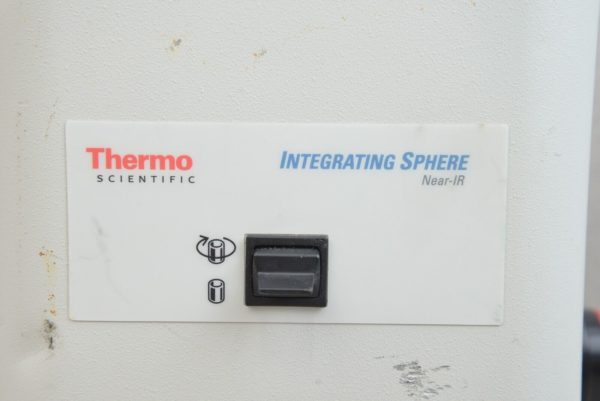 Thermo
SCIENTIFIC
INTEGRATING SPHERE
Near-IR